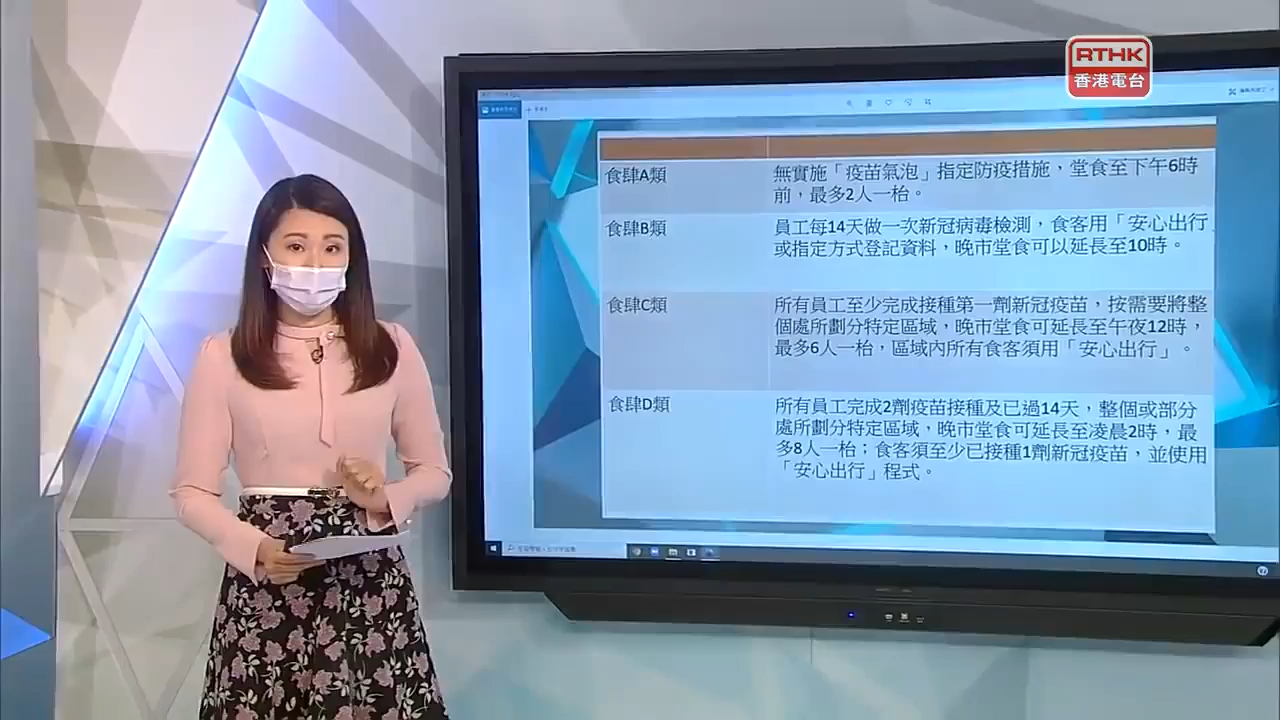 RTHK
香港電台
食肆A類
無實施「疫苗氣泡」指定防疫措施，堂食至下午6時
前，最多2人一枱。
食肆B類
員工每14天做一次新冠病毒檢測，食客用「安心出行
或指定方式登記資料，晚市堂食可以延長至10時。
食肆C類
所有員工至少完成接種第一劑新冠疫苗，按需要將整
個處所劃分特定區域，晚市堂食可延長至午夜12時，
最多6人一枱，區域內所有食客須用「安心出行」。
食肆D類
所有員工完成2劑疫苗接種及已過14天，整個或部分
處所劃分特定區域，晚市堂食可延長至凌晨2時，最
多8人一枱；食客須至少已接種1劑新冠疫苗，並使用
「安心出行」程式。